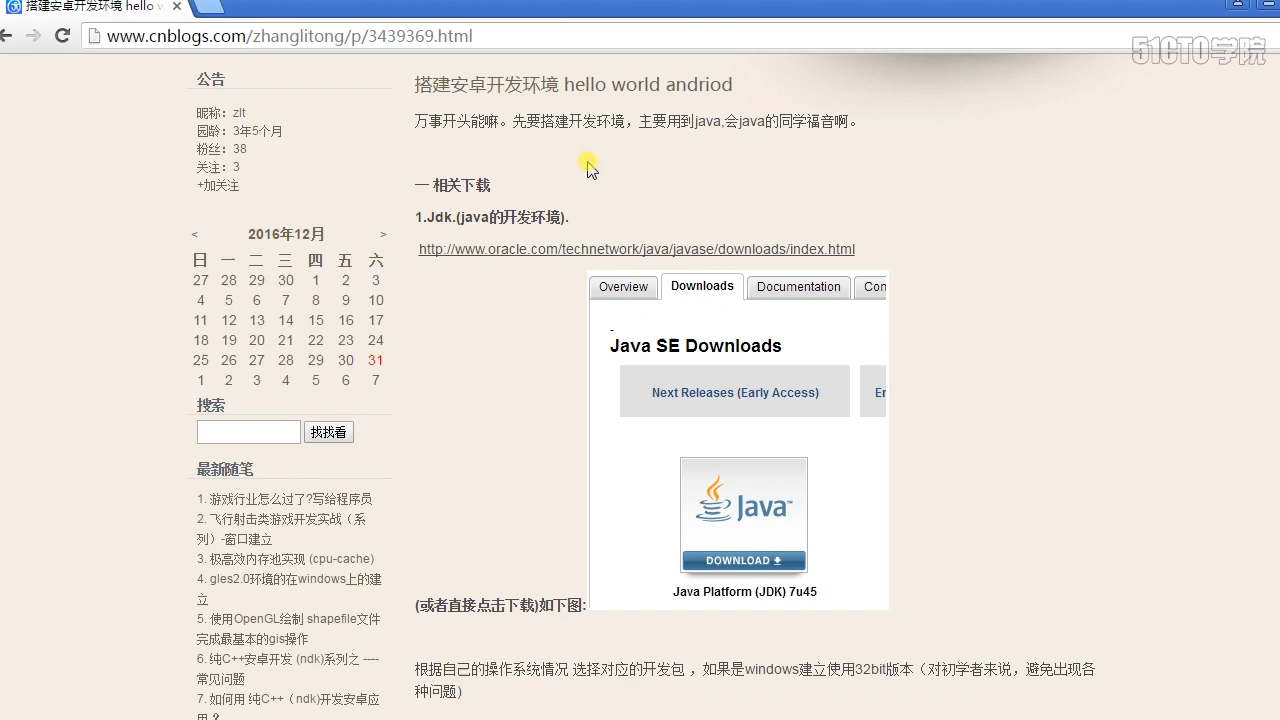 搭建安卓开发环境 hello w
www.cnblogs.com/zhanglitong/p/3439369.html
51CTO学院
公告
昵称：zlt
园龄：3年5个月
粉丝：38
关注：3
+加关注
< 2016年12月 >
日 一 二 三 四 五 六
27 28 29 30 1 2 3
4 5 6 7 8 9 10
11 12 13 14 15 16 17
18 19 20 21 22 23 24
25 26 27 28 29 30 31
1 2 3 4 5 6 7
搜索
找找看
最新随笔
1. 游戏行业怎么过了?写给程序员
2. 飞行射击类游戏开发实战（系
列）-窗口建立
3. 极高效内存池实现 (cpu-cache)
4. gles2.0环境的在windows上的建
立
5. 使用OpenGL绘制 shapefile文件
完成最基本的gis操作
6. 纯C++安卓开发 (ndk)系列之 ----
常见问题
7. 如何用 纯C++（ndk)开发安卓应
用 ?
搭建安卓开发环境 hello world andriod
万事开头能嘛。先要搭建开发环境，主要用到java,会java的同学福音啊。
一 相关下载
1.Jdk.(java的开发环境).
http://www.oracle.com/technetwork/java/javase/downloads/index.html
Overview Downloads Documentation Con
Java SE Downloads
Next Releases (Early Access) Er
Java™
DOWNLOAD
Java Platform (JDK) 7u45
(或者直接点击下载)如下图:
根据自己的操作系统情况 选择对应的开发包 ，如果是windows建立使用32bit版本（对初学者来说，避免出现各
种问题）